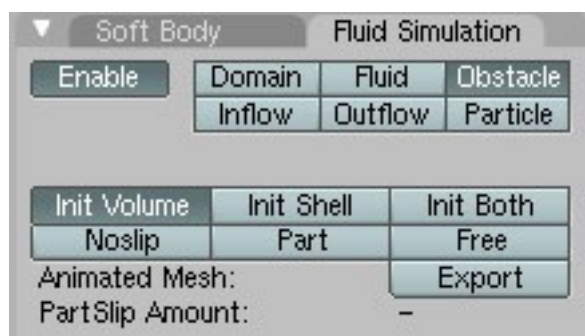 Soft Body Fluid Simulation
Enable Domain Fluid Obstacle
Inflow Outflow Particle
Init Volume Init Shell Init Both
Noslip Part Free
Animated Mesh: Export
PartSlip Amount: –